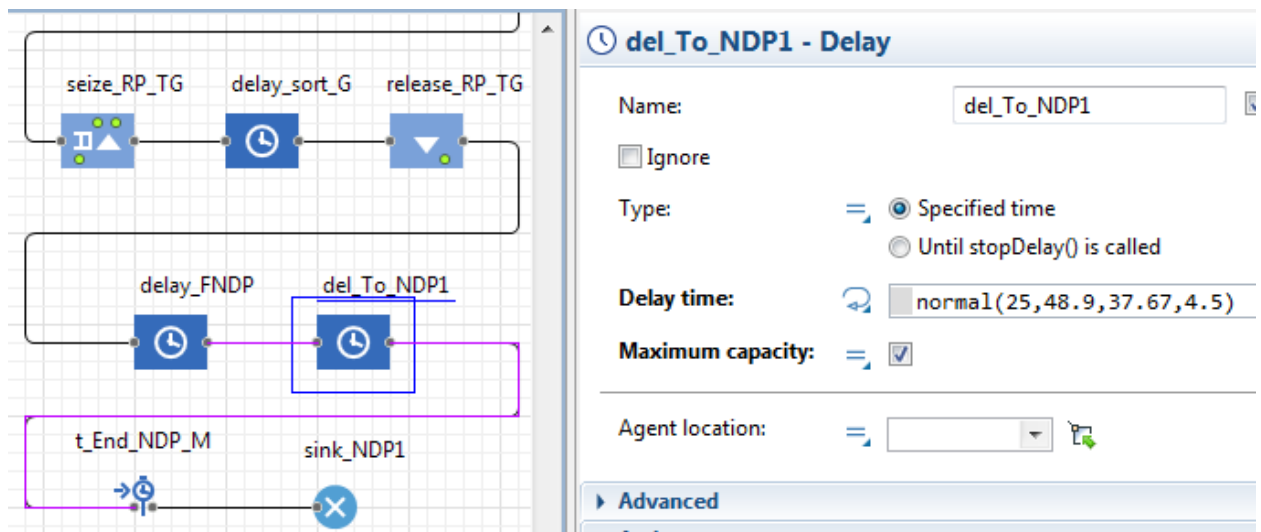 seize_RP_TG
delay_sort_G
release_RP_TG
delay_FNDP
del_To_NDP1
t_End_NDP_M
sink_NDP1
del_To_NDP1 - Delay
Name: del_To_NDP1
Ignore
Type: Specified time
Until stopDelay() is called
Delay time: normal(25,48.9,37.67,4.5)
Maximum capacity:
Agent location:
Advanced